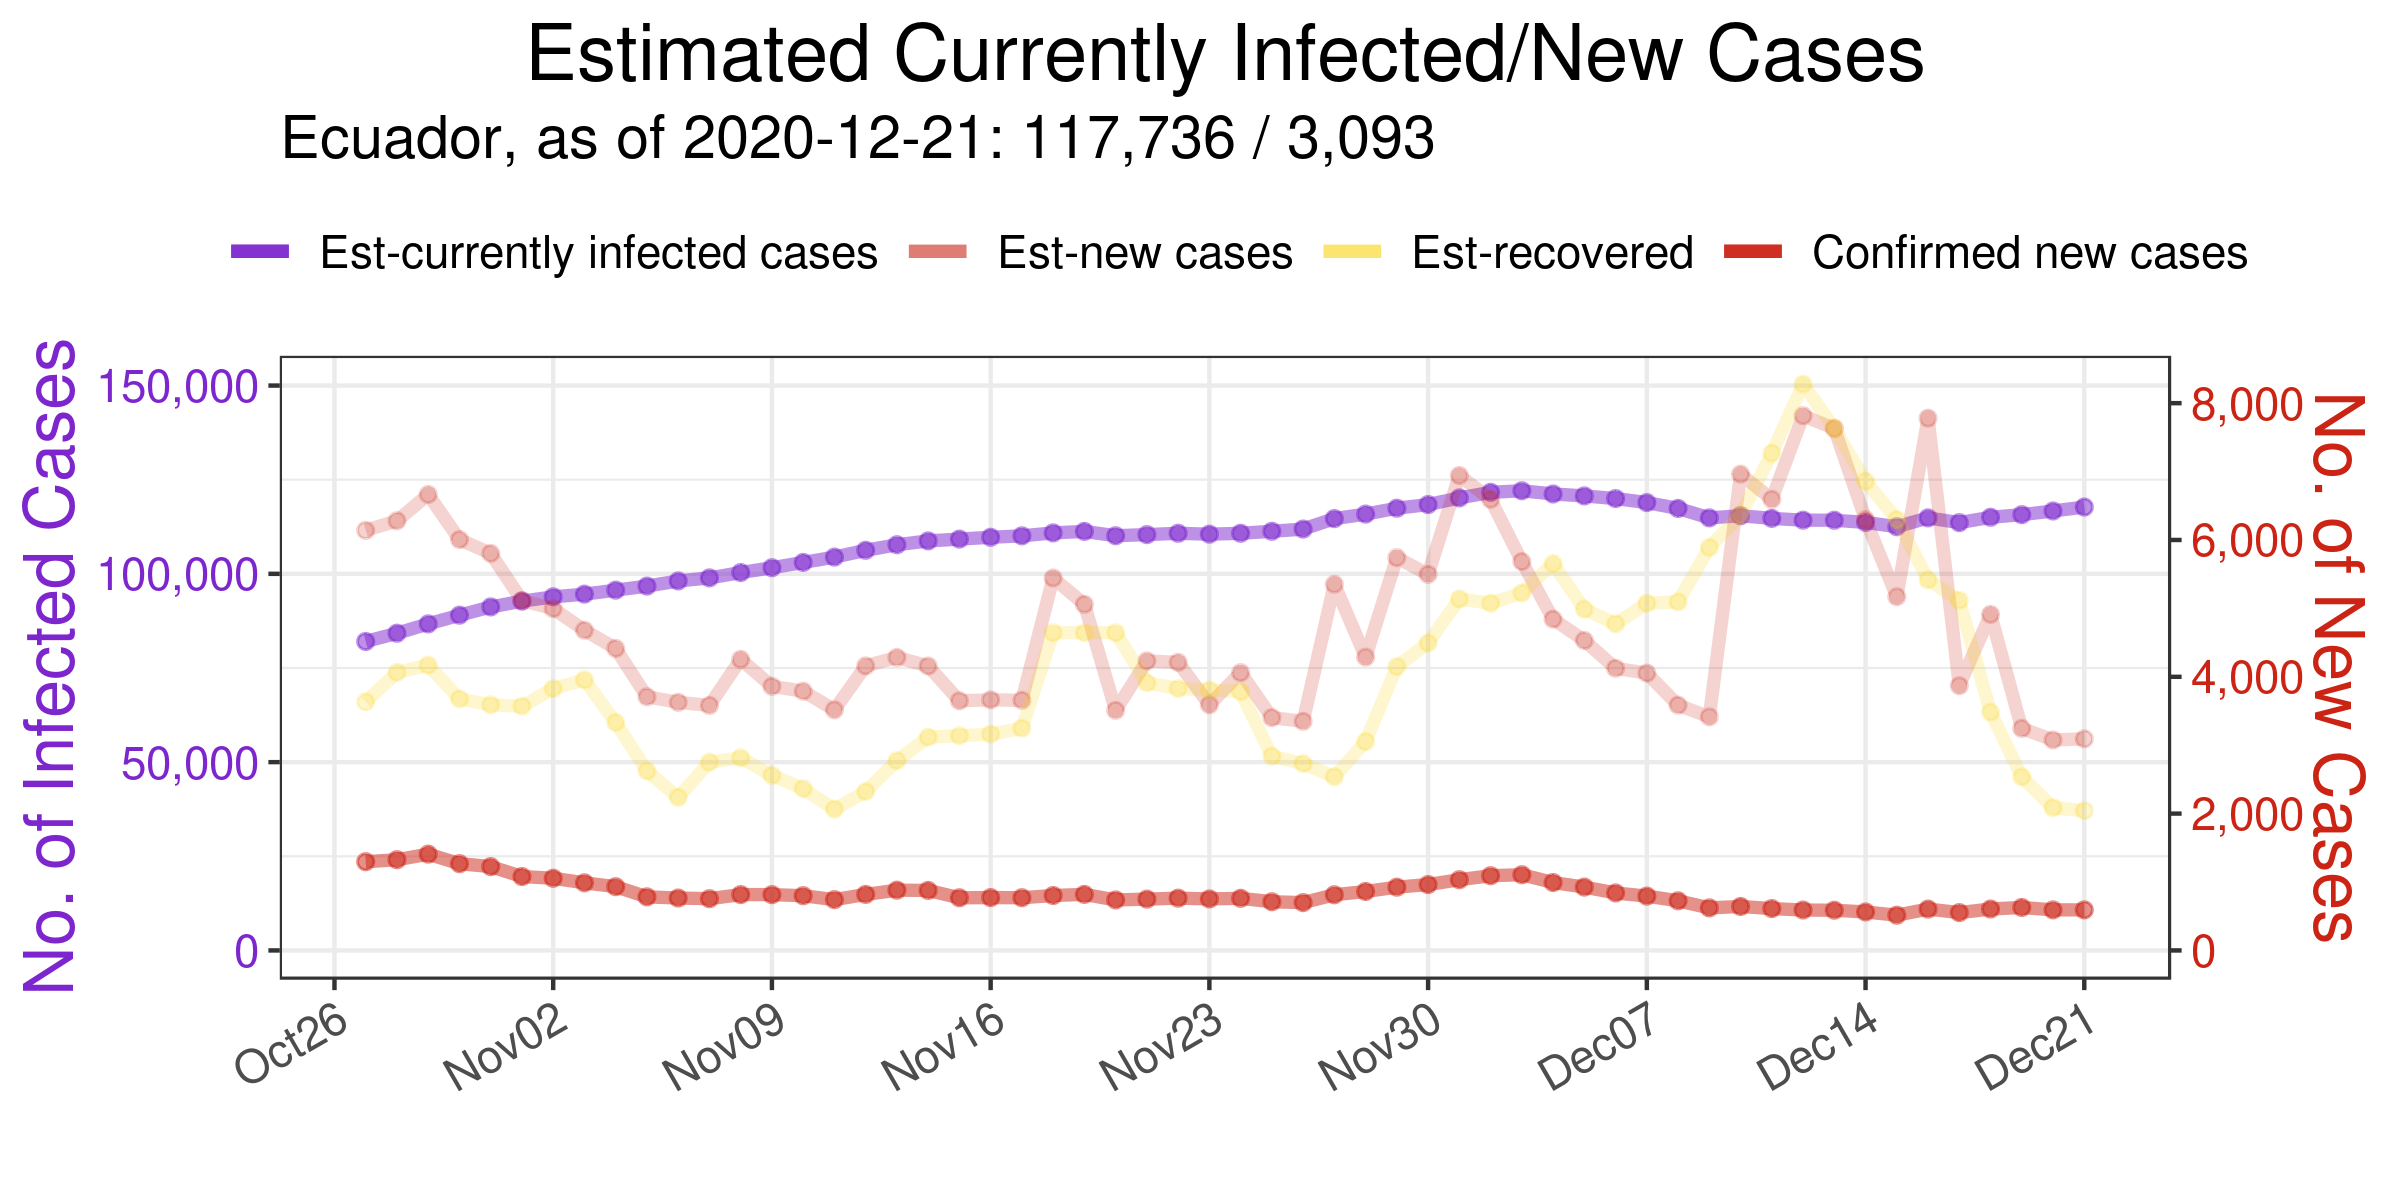 Estimated Currently Infected/New Cases
Ecuador, as of 2020-12-21: 117,736 / 3,093
Est-currently infected cases
Est-new cases
Est-recovered
Confirmed new cases
No. of Infected Cases
150,000
100,000
50,000
0
8,000
6,000
4,000
2,000
0
No. of New Cases
Oct26
Nov02
Nov09
Nov16
Nov23
Nov30
Dec07
Dec14
Dec21